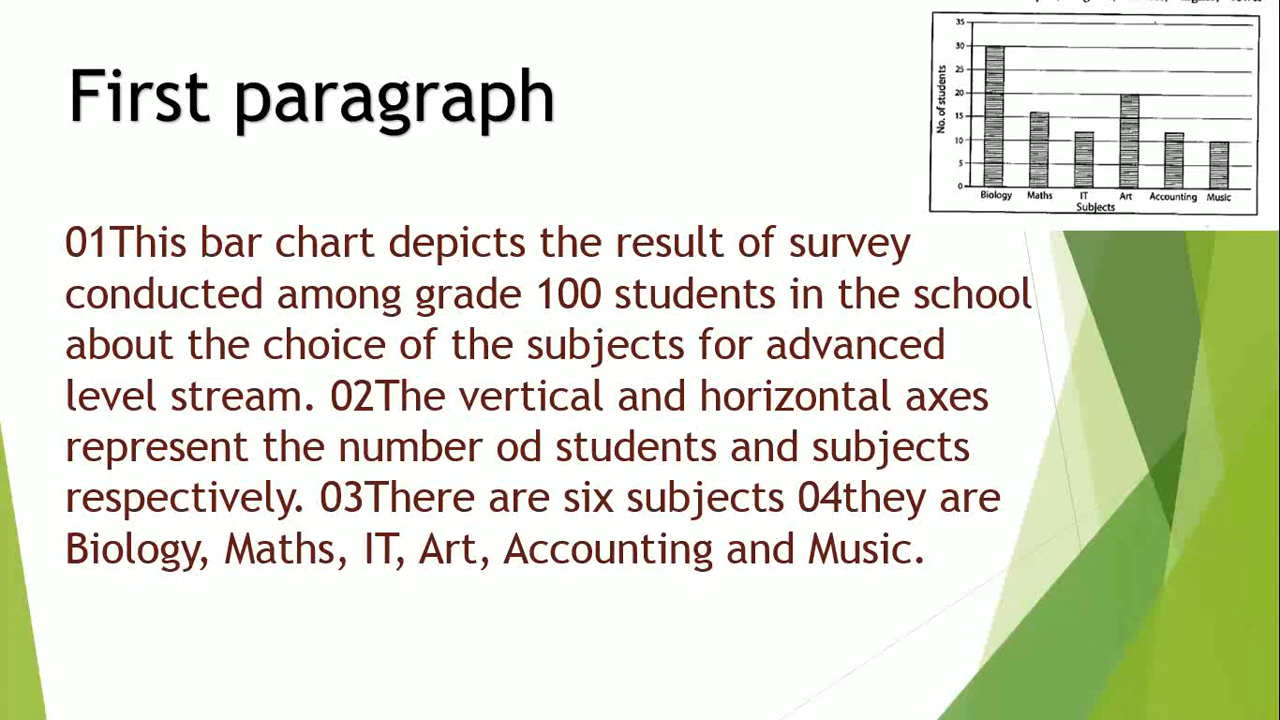 First paragraph
35
30
25
20
15
10
5
0
No. of students
Biology Maths IT Art Accounting Music
Subjects
01This bar chart depicts the result of survey
conducted among grade 100 students in the school
about the choice of the subjects for advanced
level stream. 02The vertical and horizontal axes
represent the number od students and subjects
respectively. 03There are six subjects 04they are
Biology, Maths, IT, Art, Accounting and Music.